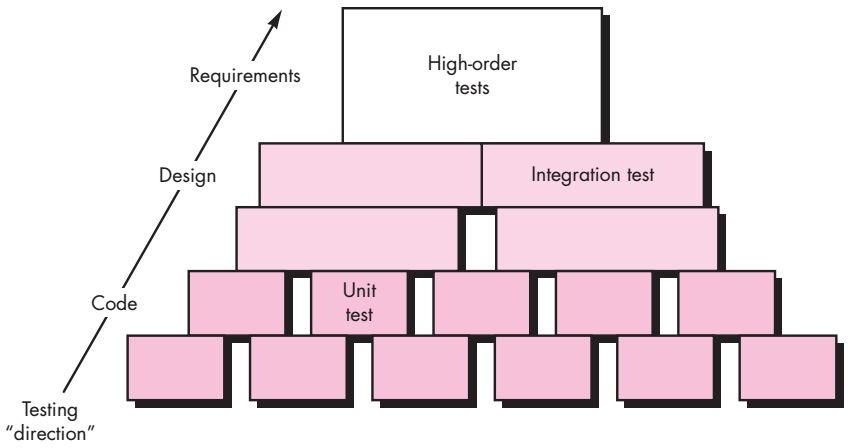 High-order
tests
Requirements
Design
Integration test
Code
Unit
test
Testing
“direction”